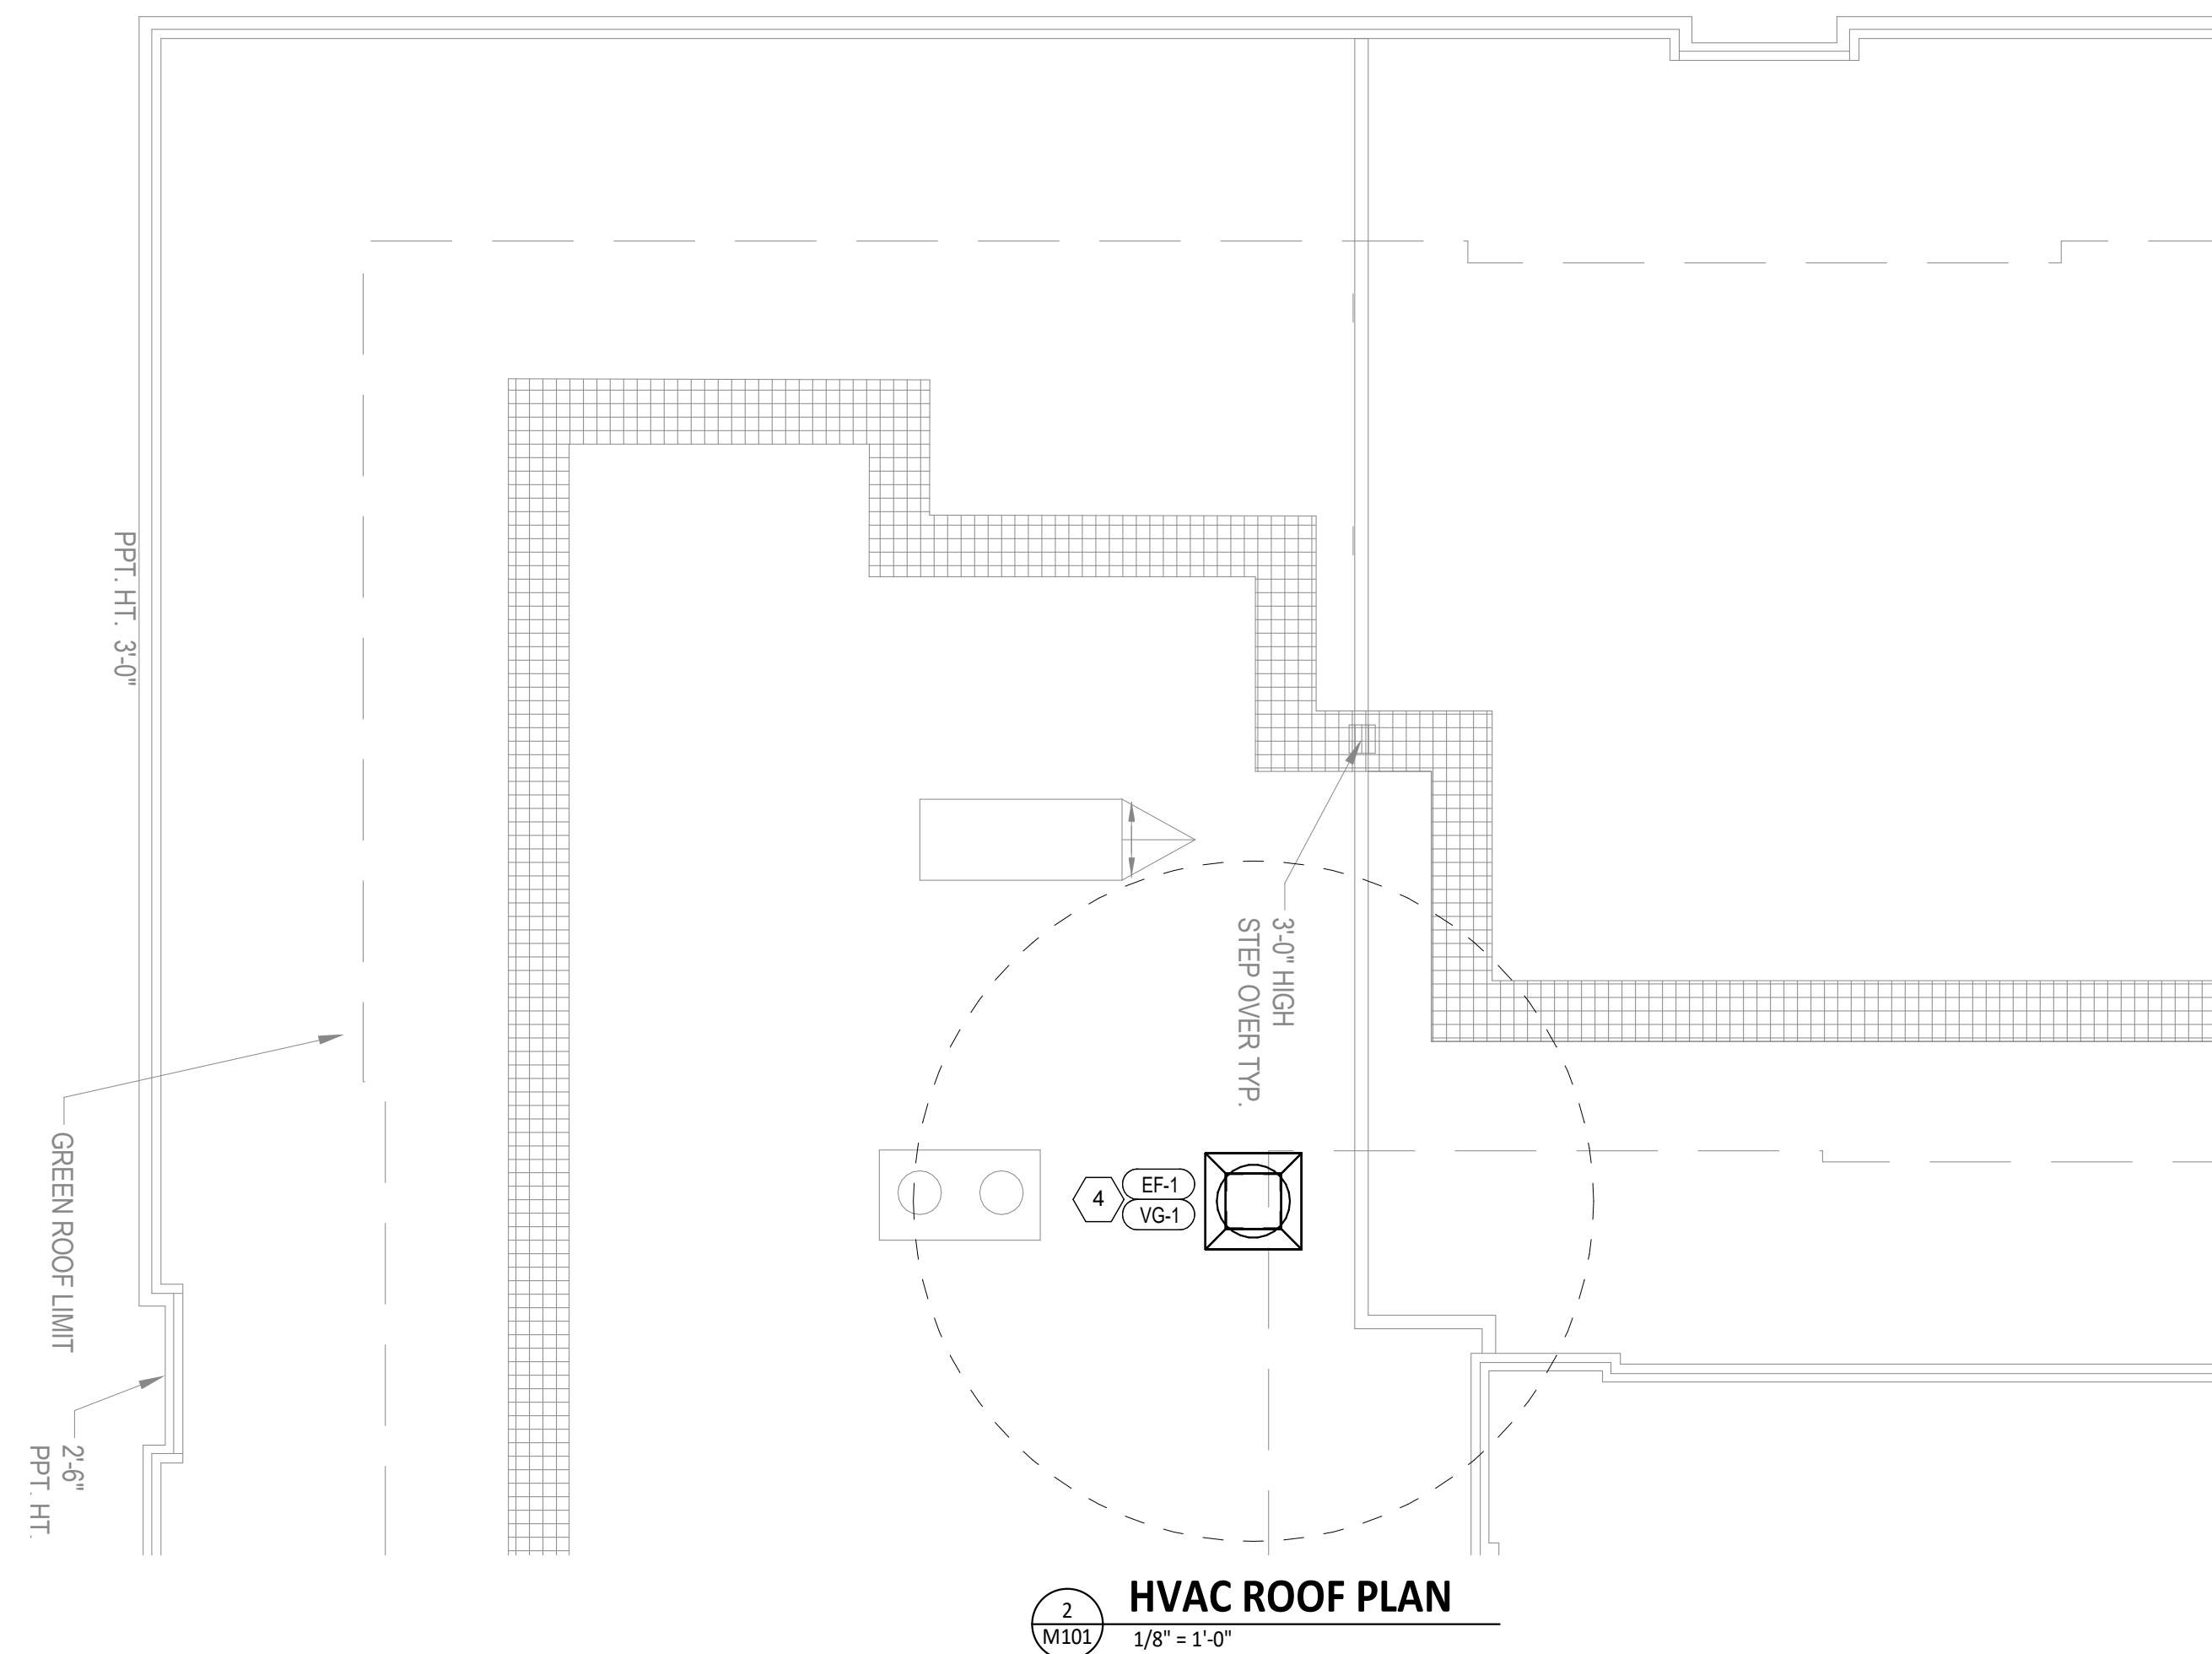 PPT. HT. 3'-0"
3'-0" HIGH
STEP OVER TYP.
GREEN ROOF LIMIT
4
EF-1
VG-1
2'-6"
PPT. HT.
2
M101
HVAC ROOF PLAN
1/8" = 1'-0"